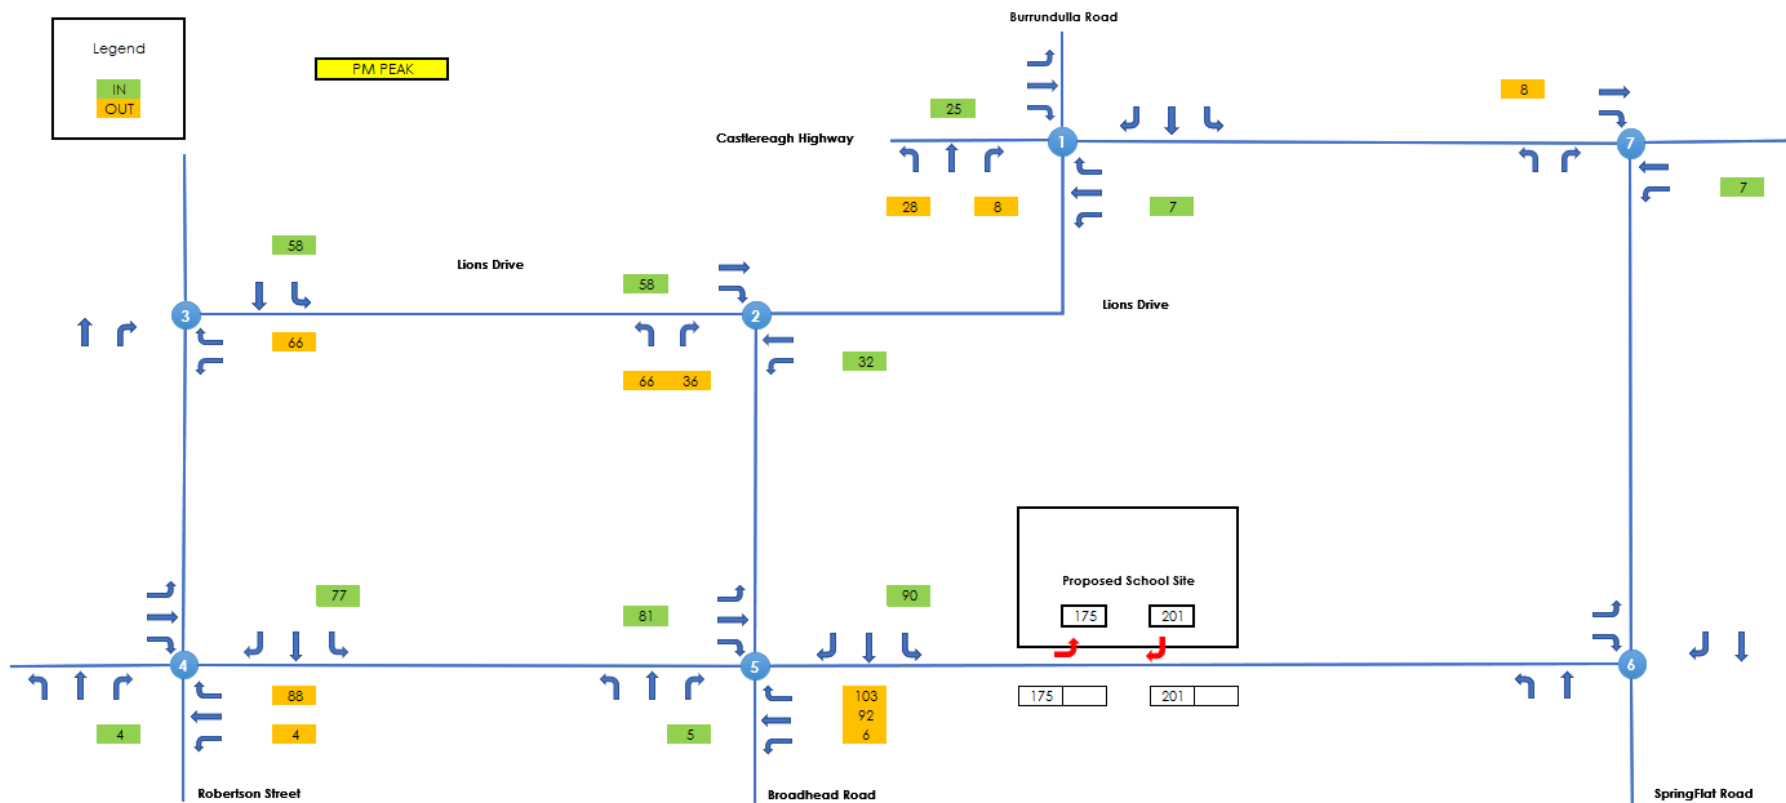 Burrundulla Road
Legend
PM PEAK
IN
8
OUT
25
Castlereagh Highway
1
7
7
28
8
7
58
Lions Drive
58
Lions Drive
3
2
66
32
66 36
Proposed School Site
77
81
90
175
201
4
5
6
88
103
175
201
92
4
4
5
6
Robertson Street
Broadhead Road
SpringFlat Road